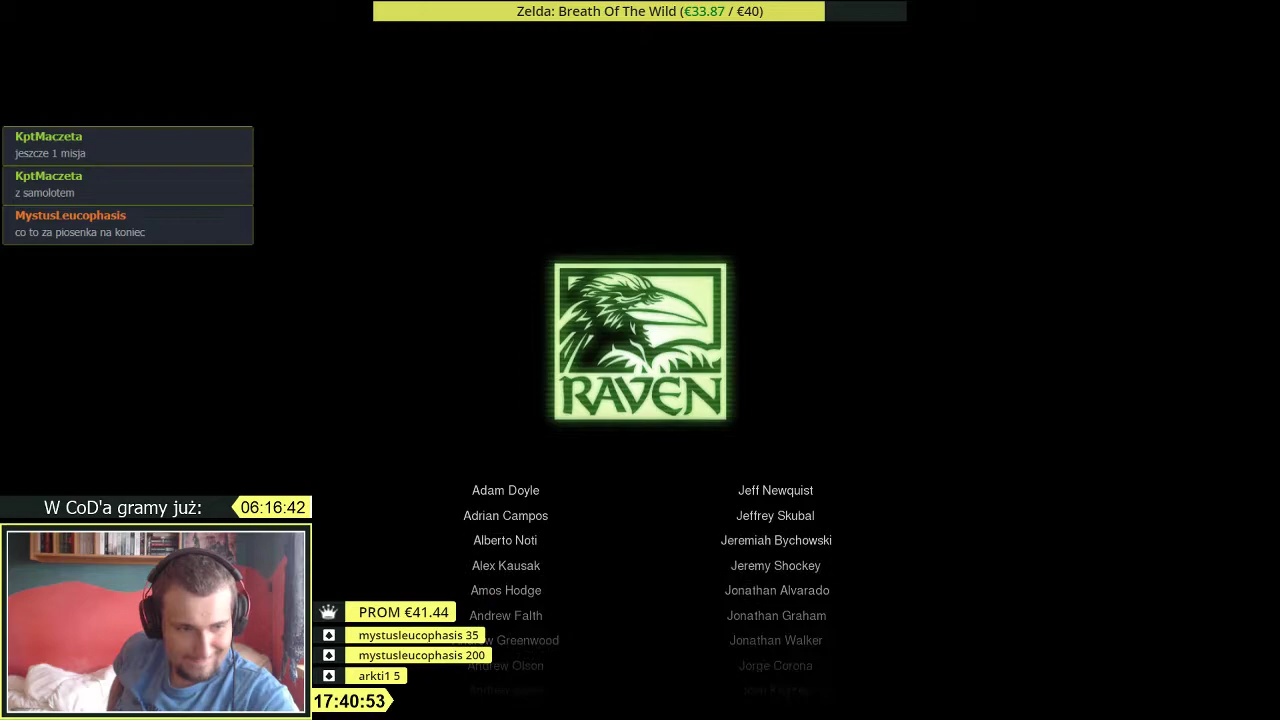 Zelda: Breath Of The Wild (€33.87 / €40)
KptMaczeta
jeszcze 1 misja
KptMaczeta
z samolotem
MystusLeucophasis
co to za piosenka na koniec
RAVEN
Adam Doyle
Jeff Newquist
Adrian Campos
Jeffrey Skubal
Alberto Noti
Jeremiah Bychowski
Alex Kausak
Jeremy Shockey
Amos Hodge
Jonathan Alvarado
Andrew Falth
Jonathan Graham
Greenwood
Jonathan Walker
Andrew Olson
Jorge Corona
W CoD'a gramy już:
06:16:42
PROM €41.44
mystusleucophasis 35
mystusleucophasis 200
arkti1 5
17:40:53